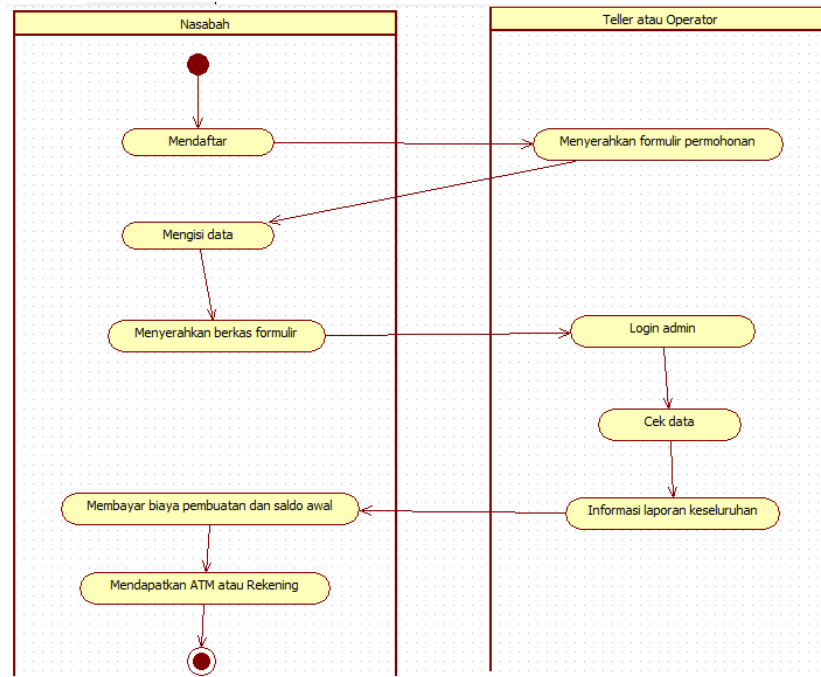 Nasabah
Teller atau Operator
Mendaftar
Menyerahkan formulir permohonan
Mengisi data
Menyerahkan berkas formulir
Login admin
Cek data
Membayar biaya pembuatan dan saldo awal
Informasi laporan keseluruhan
Mendapatkan ATM atau Rekening